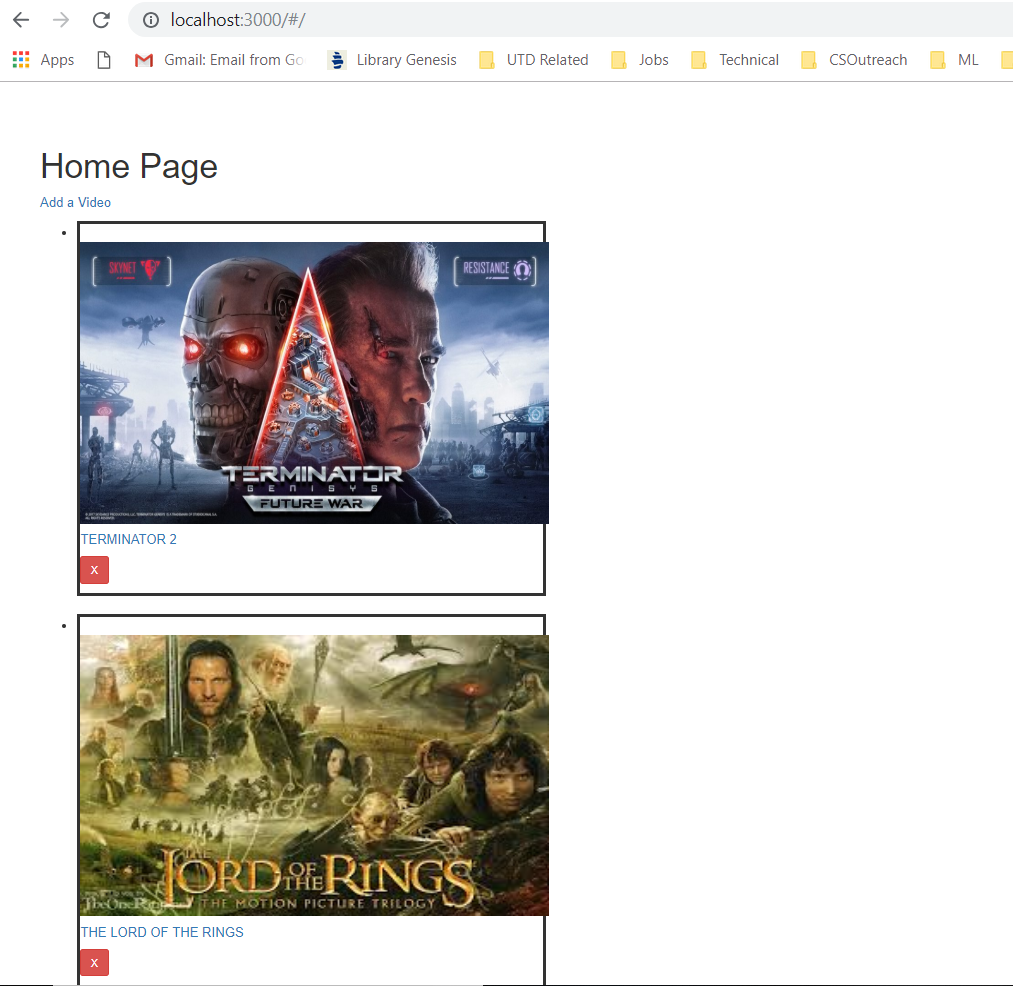 localhost:3000/#/
Apps Gmail: Email from Go Library Genesis UTD Related Jobs Technical CSOutreach ML
Home Page
Add a Video
SKYNET RESISTANCE
TERMINATOR
GENISYS
FUTURE WAR
TERMINATOR 2
X
THE
LORD OF THE RINGS
THE MOTION PICTURE TRILOGY
THE LORD OF THE RINGS
X